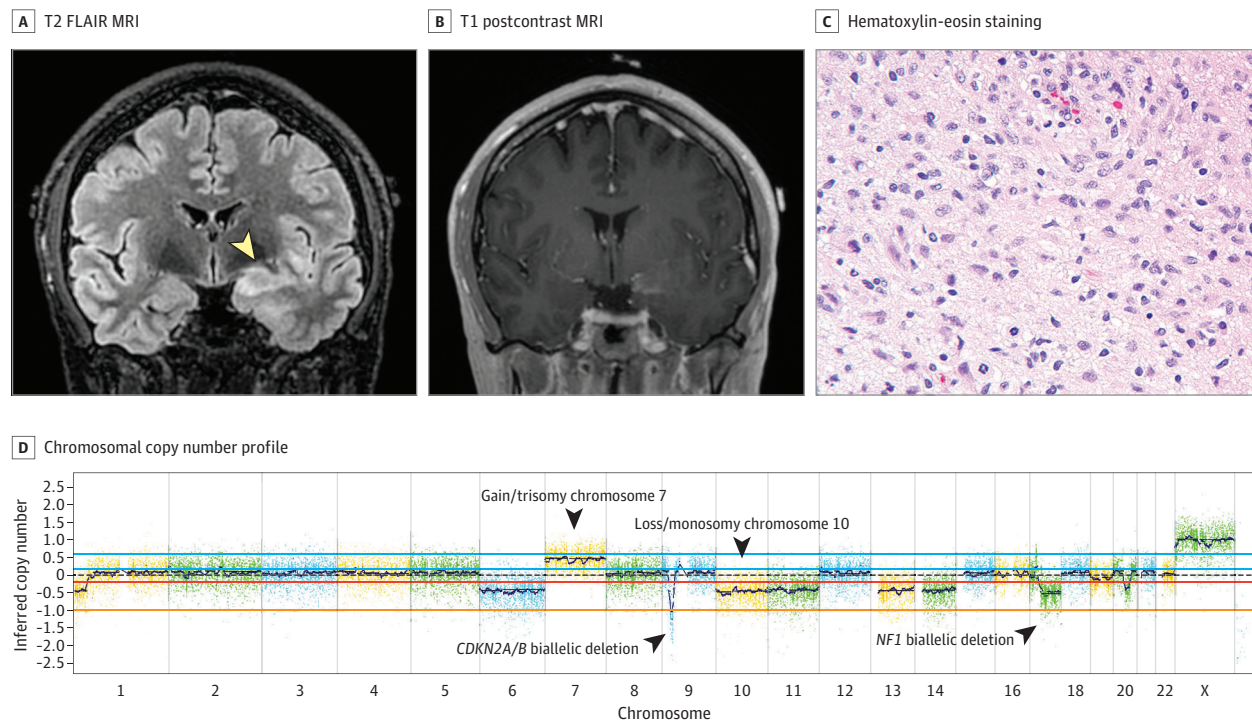 A T2 FLAIR MRI
B T1 postcontrast MRI
C Hematoxylin-eosin staining
D Chromosomal copy number profile
Inferred copy number
2.5
2.0
1.5
1.0
0.5
0
-0.5
-1.0
-1.5
-2.0
-2.5
Gain/trisomy chromosome 7
Loss/monosomy chromosome 10
CDKN2A/B biallelic deletion
NF1 biallelic deletion
1 2 3 4 5 6 7 8 9 10 11 12 13 14 16 18 20 22 X
Chromosome